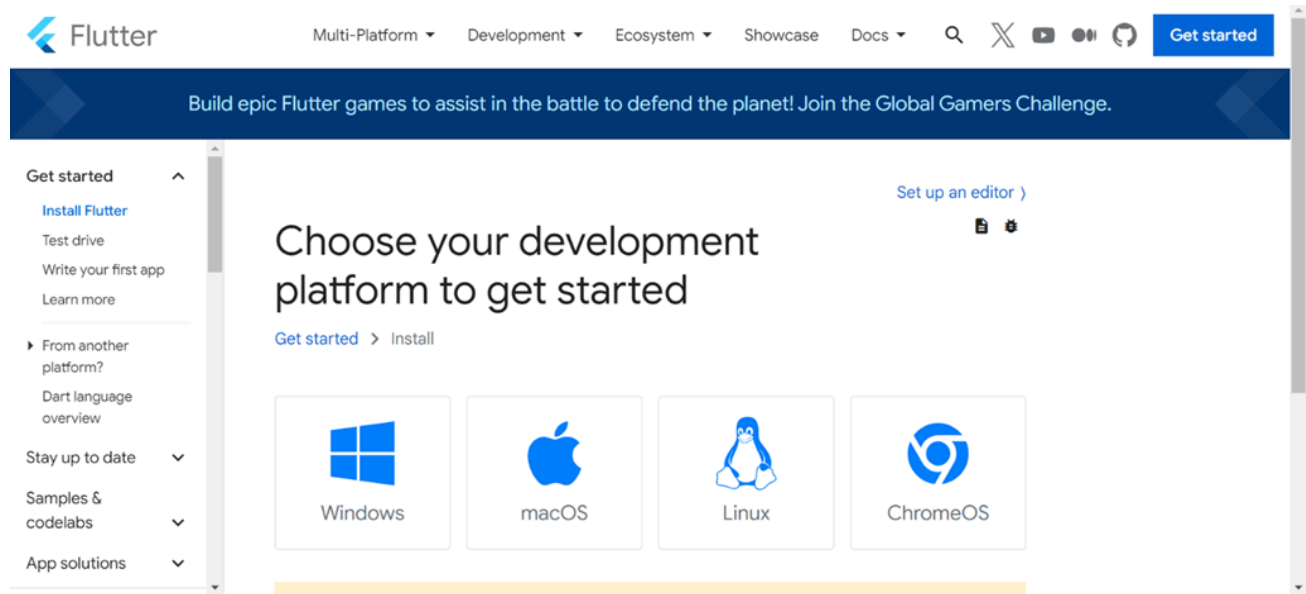 Flutter
Multi-Platform
Development
Ecosystem
Showcase
Docs
Get started
Build epic Flutter games to assist in the battle to defend the planet! Join the Global Gamers Challenge.
Get started
Install Flutter
Test drive
Write your first app
Learn more
From another
platform?
Dart language
overview
Stay up to date
Samples &
codelabs
App solutions
Set up an editor
Choose your development
platform to get started
Get started > Install
Windows
macOS
Linux
ChromeOS